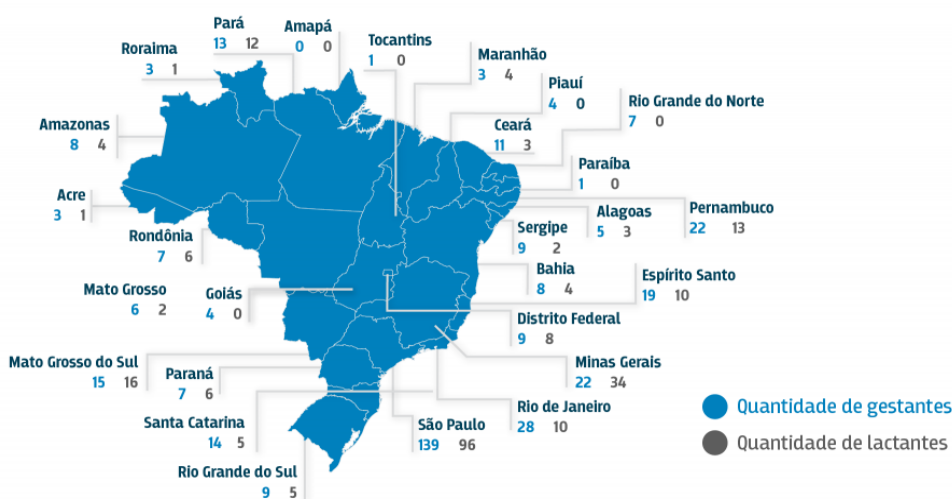 Pará
13 12
Amapá
0 0
Tocantins
1 0
Roraima
3 1
Maranhão
3 4
Piauí
4 0
Rio Grande do Norte
7 0
Amazonas
8 4
Ceará
11 3
Paraíba
1 0
Acre
3 1
Pernambuco
22 13
Alagoas
5 3
Sergipe
9 2
Rondônia
7 6
Bahia
8 4
Espírito Santo
19 10
Mato Grosso
6 2
Goiás
4 0
Distrito Federal
9 8
Mato Grosso do Sul
15 16
Paraná
7 6
Minas Gerais
22 34
Santa Catarina
14 5
São Paulo
139 96
Rio de Janeiro
28 10
Rio Grande do Sul
9 5
Quantidade de gestantes
Quantidade de lactantes